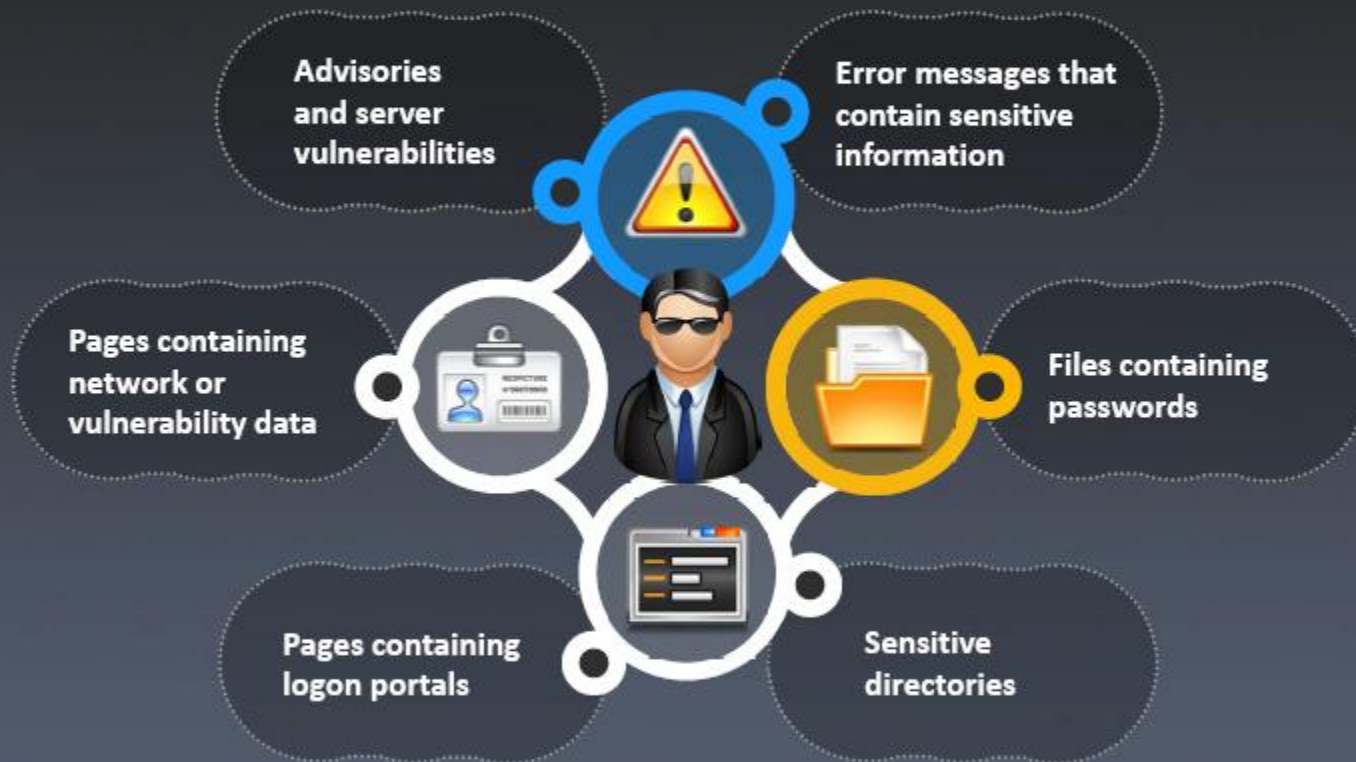 Advisories
and server
vulnerabilities
Error messages that
contain sensitive
information
Pages containing
network or
vulnerability data
Files containing
passwords
Pages containing
logon portals
Sensitive
directories